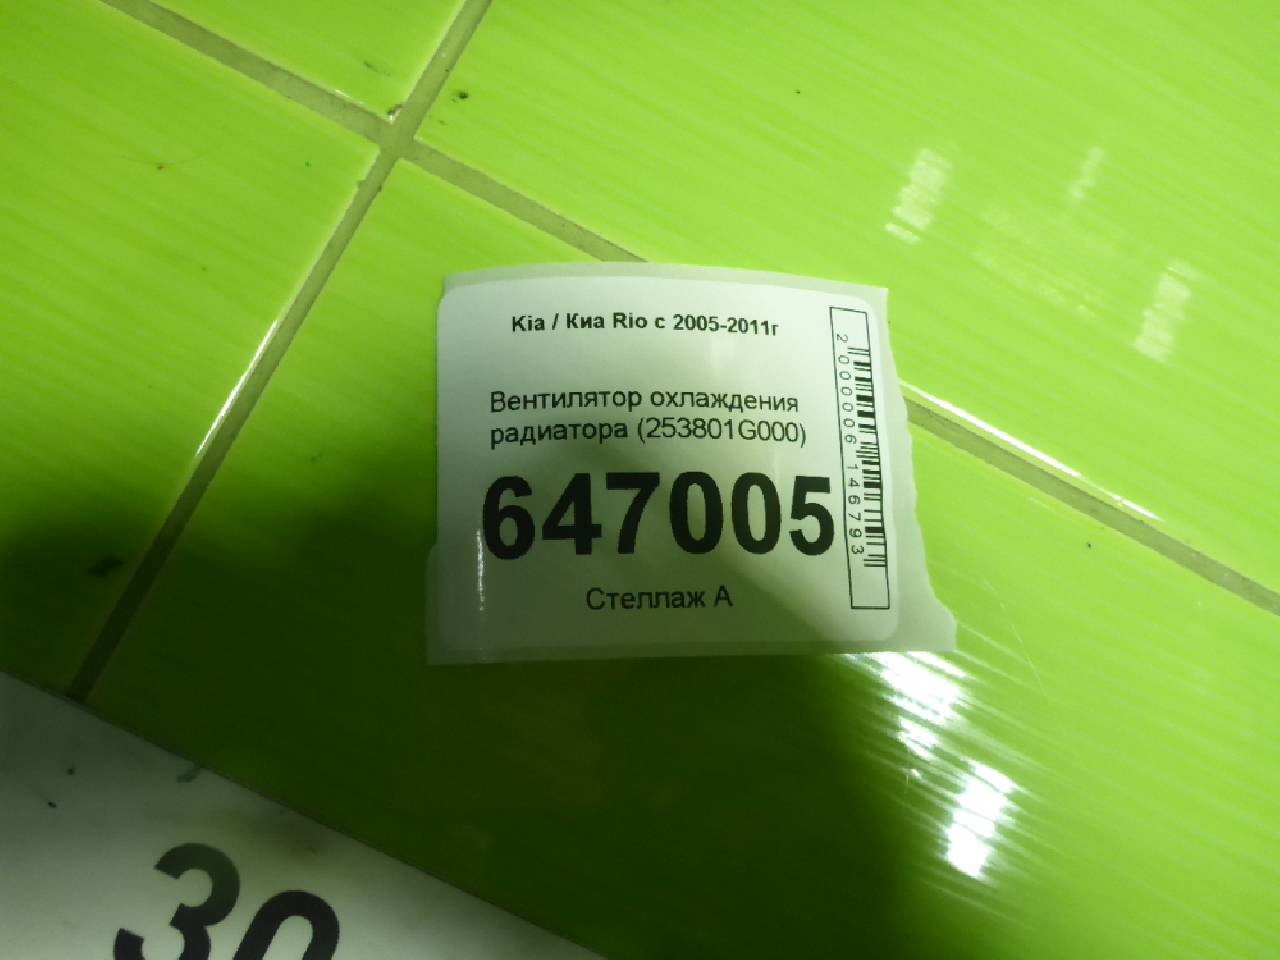 Kia / Киа Rio с 2005-2011г
Вентилятор охлаждения
радиатора (253801G000)
647005
Стеллаж А
2000006146793
30